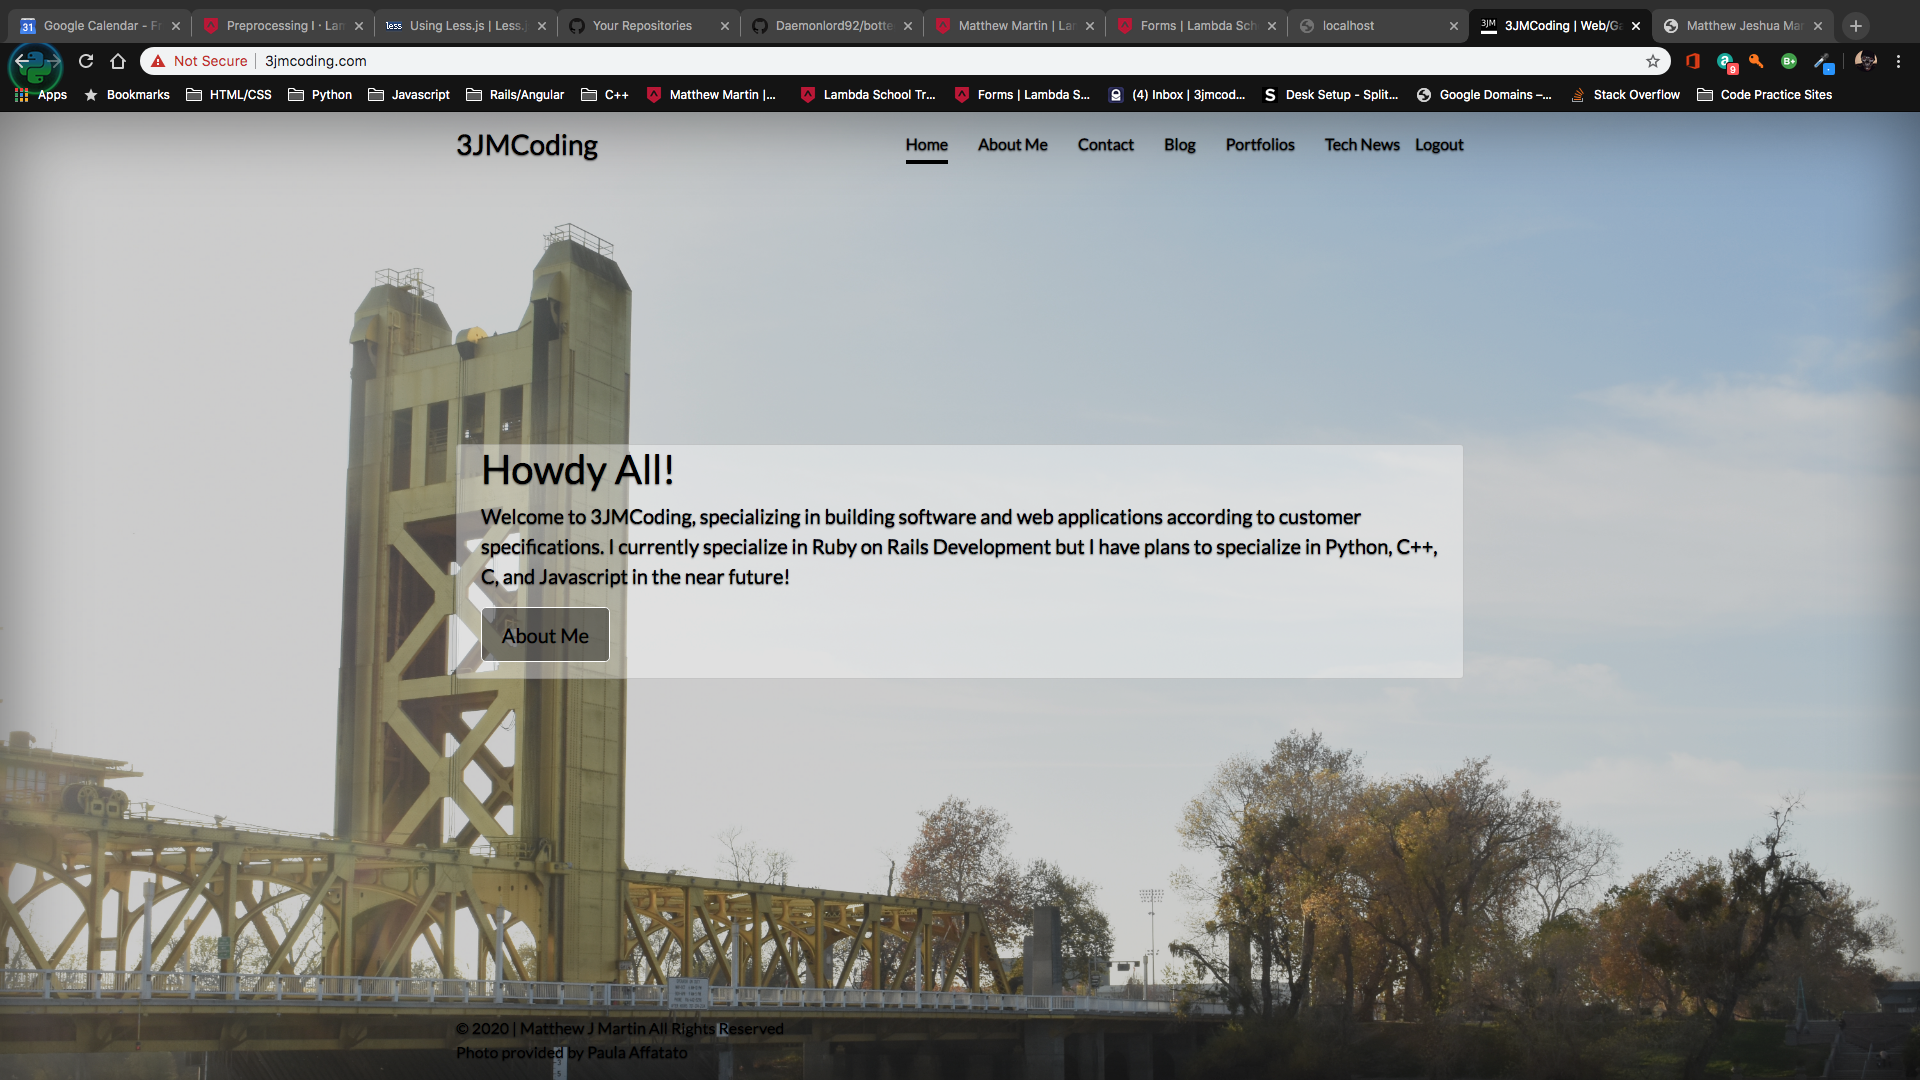 31 Google Calendar - Fr
Preprocessing I · Lan
less Using Less.js | Less.j
Your Repositories
Daemonlord92/botte
Matthew Martin | La
Forms | Lambda Sch
localhost
3JM 3JMCoding | Web/Ga
Matthew Jeshua Mar
Not Secure 3jmcoding.com
9
B+
Apps Bookmarks HTML/CSS Python Javascript Rails/Angular C++ Matthew Martin |... Lambda School Tr... Forms | Lambda S... (4) Inbox | 3jmcod... S Desk Setup - Split... Google Domains –... Stack Overflow Code Practice Sites
3JMCoding
Home About Me Contact Blog Portfolios Tech News Logout
Howdy All!
Welcome to 3JMCoding, specializing in building software and web applications according to customer
specifications. I currently specialize in Ruby on Rails Development but I have plans to specialize in Python, C++,
C, and Javascript in the near future!
About Me
© 2020 | Matthew J Martin All Rights Reserved
Photo provided by Paula Affatato